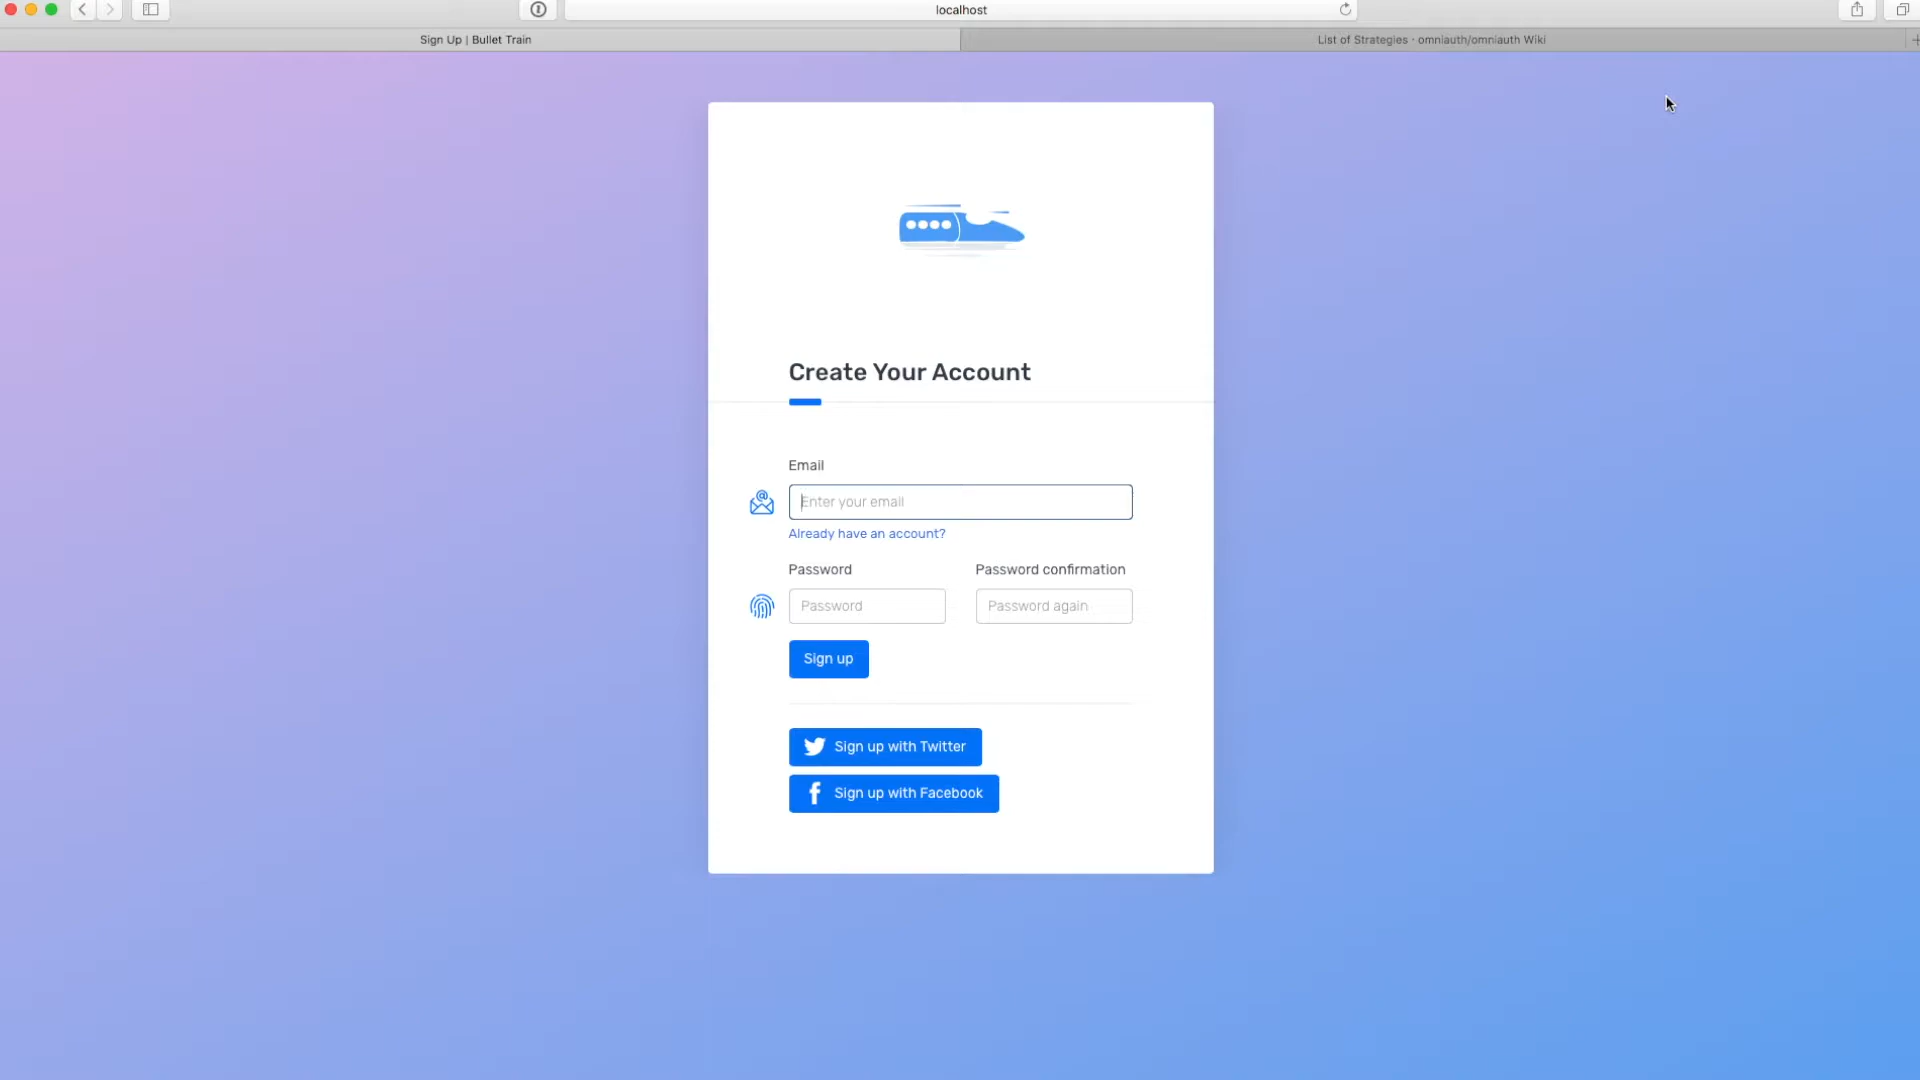 localhost
Sign Up | Bullet Train
List of Strategies · omniauth/omniauth Wiki
Create Your Account
Email
Enter your email
Already have an account?
Password Password confirmation
Password Password again
Sign up
Sign up with Twitter
Sign up with Facebook